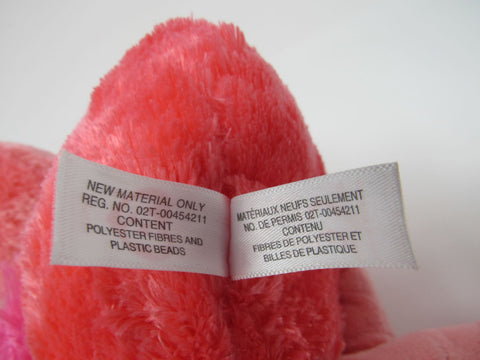 NEW MATERIAL ONLY
REG. NO. 02T-00454211
CONTENT
POLYESTER FIBRES AND
PLASTIC BEADS
MATÉRIAUX NEUFS SEULEMENT
NO. DE PERMIS 02T-00454211
CONTENU
FIBRES DE POLYESTER ET
BILLES DE PLASTIQUE